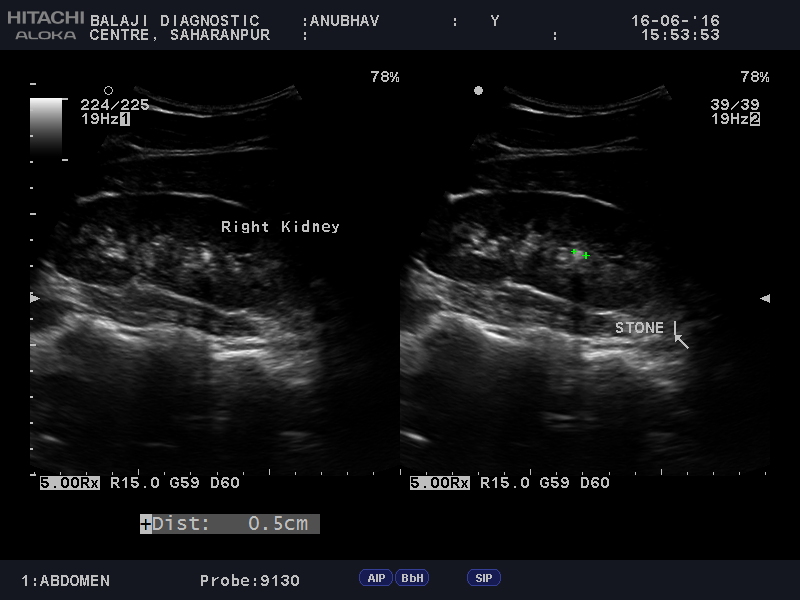 HITACHI BALAJI DIAGNOSTIC :ANUBHAV : Y 16-06-'16
ALOKA CENTRE, SAHARANPUR : : 15:53:53
78% 78%
224/225 39/39
19Hz1 19Hz2
Right Kidney
STONE
5.00Rx R15.0 G59 D60 5.00Rx R15.0 G59 D60
+Dist: 0.5cm
1:ABDOMEN Probe:9130 AIP BbH SIP